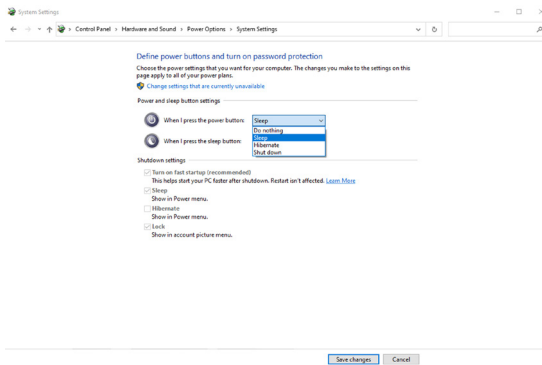 System Settings
Control Panel > Hardware and Sound > Power Options > System Settings
Define power buttons and turn on password protection
Choose the power settings that you want for your computer. The changes you make to the settings on this
page apply to all of your power plans.
Change settings that are currently unavailable
Power and sleep button settings
When I press the power button: Sleep
Do nothing
Sleep
Hibernate
Shut down
When I press the sleep button:
Shutdown settings
Turn on fast startup (recommended)
This helps start your PC faster after shutdown. Restart isn't affected. Learn More
Sleep
Show in Power menu.
Hibernate
Show in Power menu.
Lock
Show in account picture menu.
Save changes Cancel